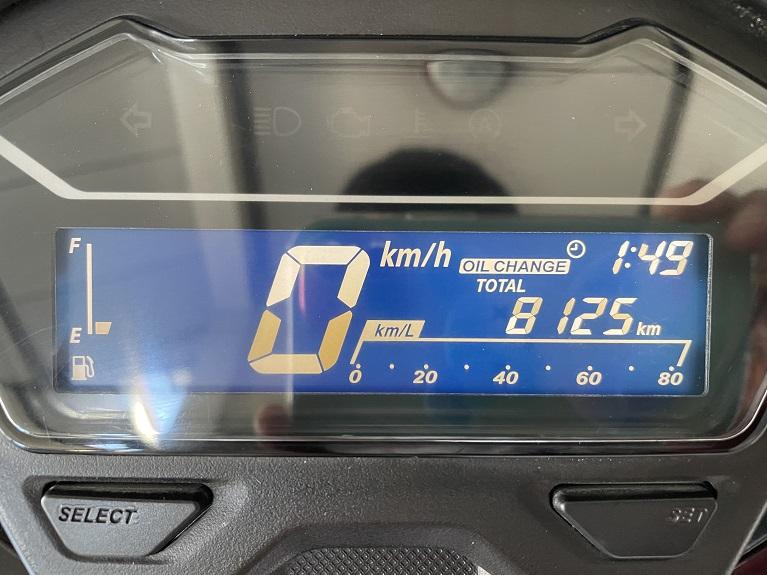 F
km/h
OIL CHANGE
1:49
TOTAL
8125 km
E
0
km/L
0 20 40 60 80
SELECT
SET